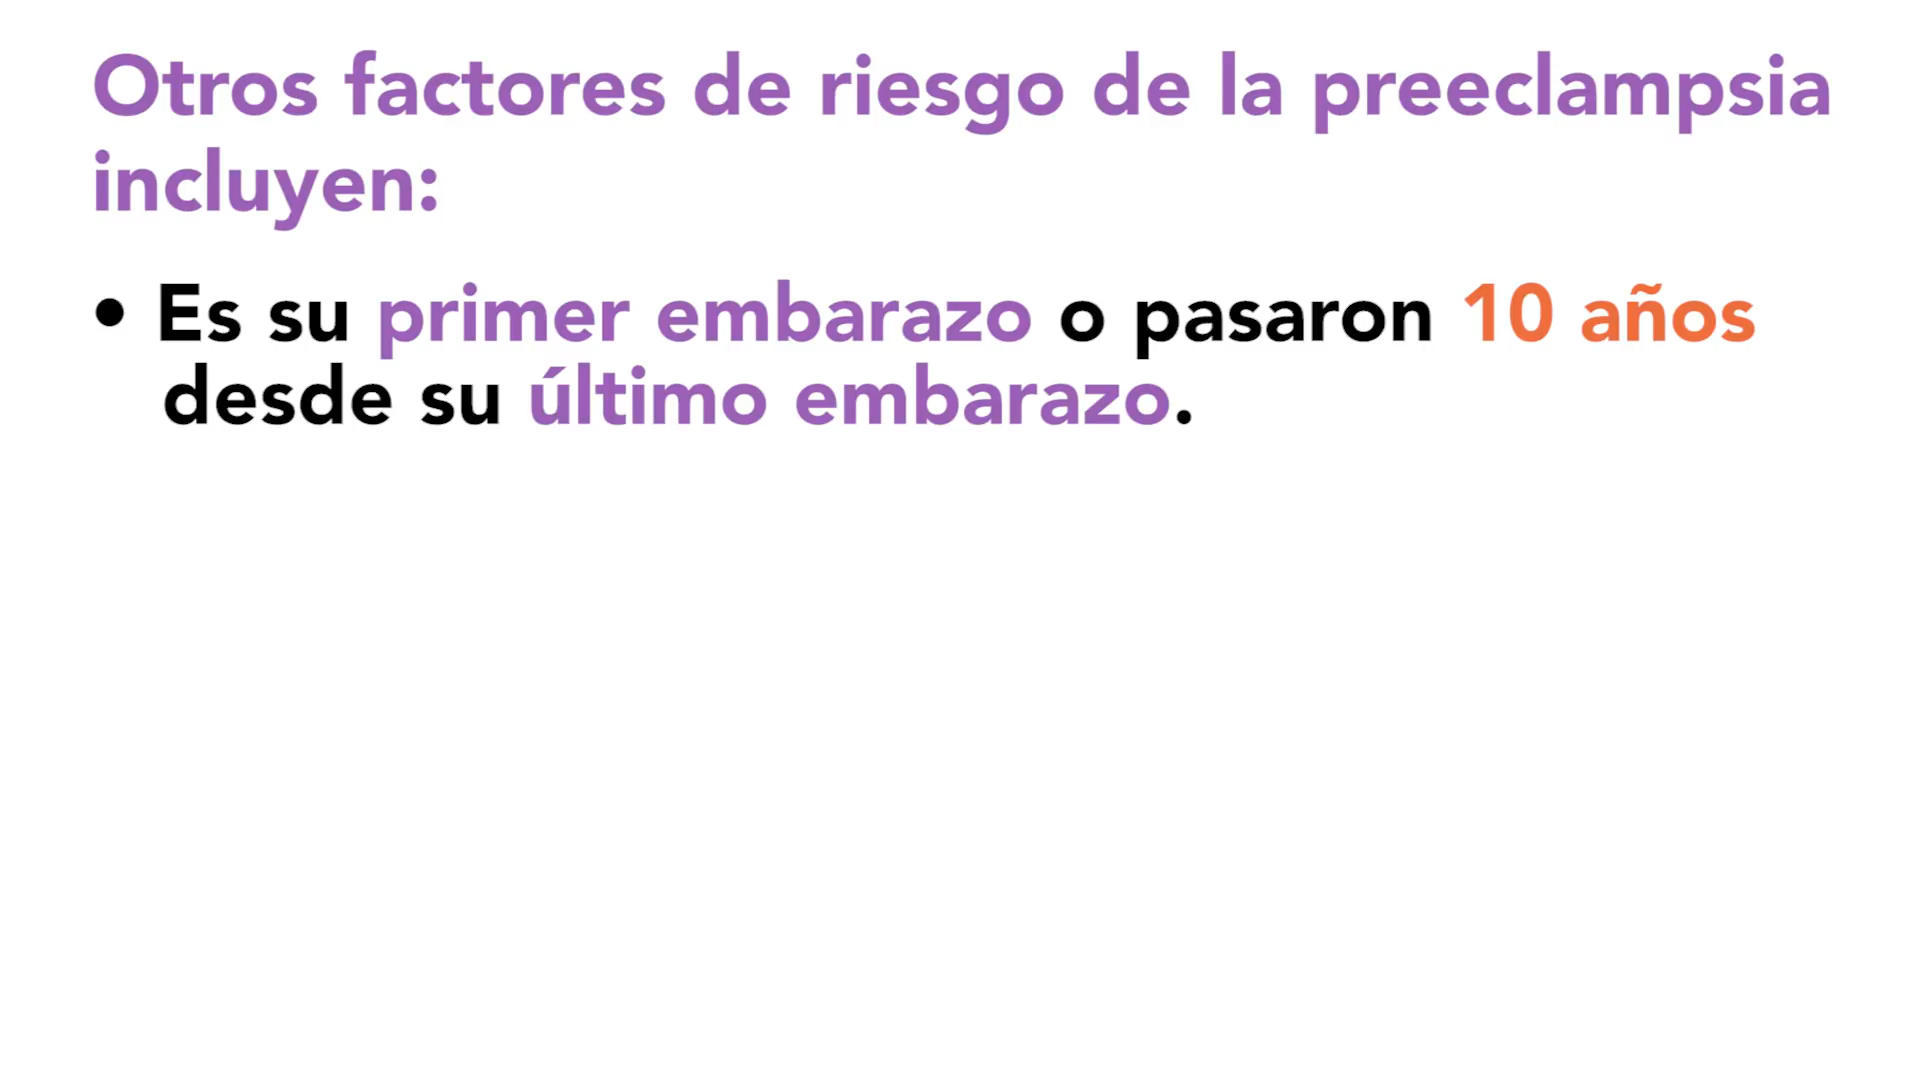 Otros factores de riesgo de la preeclampsia
incluyen:
• Es su primer embarazo o pasaron 10 años
desde su último embarazo.